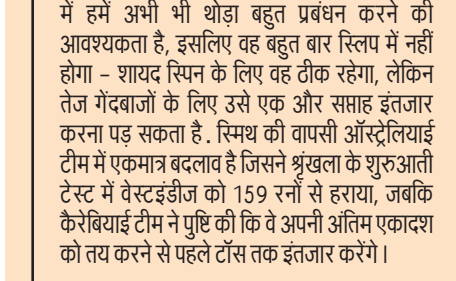 में हमें अभी भी थोड़ा बहुत प्रबंधन करने की
आवश्यकता है, इसलिए वह बहुत बार स्लिप में नहीं
होगा – शायद स्पिन के लिए वह ठीक रहेगा, लेकिन
तेज गेंदबाजों के लिए उसे एक और सप्ताह इंतजार
करना पड़ सकता है . स्मिथ की वापसी ऑस्ट्रेलियाई
टीम में एकमात्र बदलाव है जिसने श्रृंखला के शुरुआती
टेस्ट में वेस्टइंडीज को 159 रनों से हराया, जबकि
कैरेबियाई टीम ने पुष्टि की कि वे अपनी अंतिम एकादश
को तय करने से पहले टॉस तक इंतजार करेंगे ।